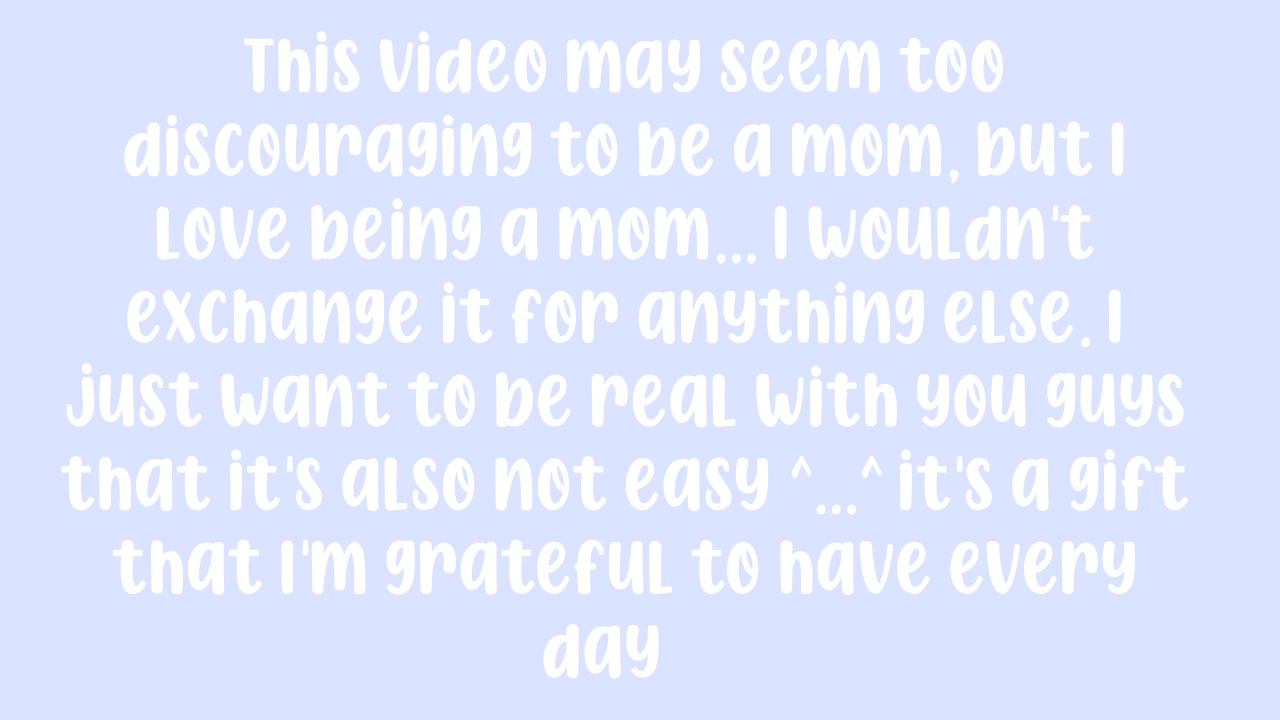 This video may seem too
discouraging to be a mom, but I
love being a mom... I wouldn't
exchange it for anything else. I
just want to be real with you guys
that it's also not easy ^...^ it's a gift
that I'm grateful to have every
day